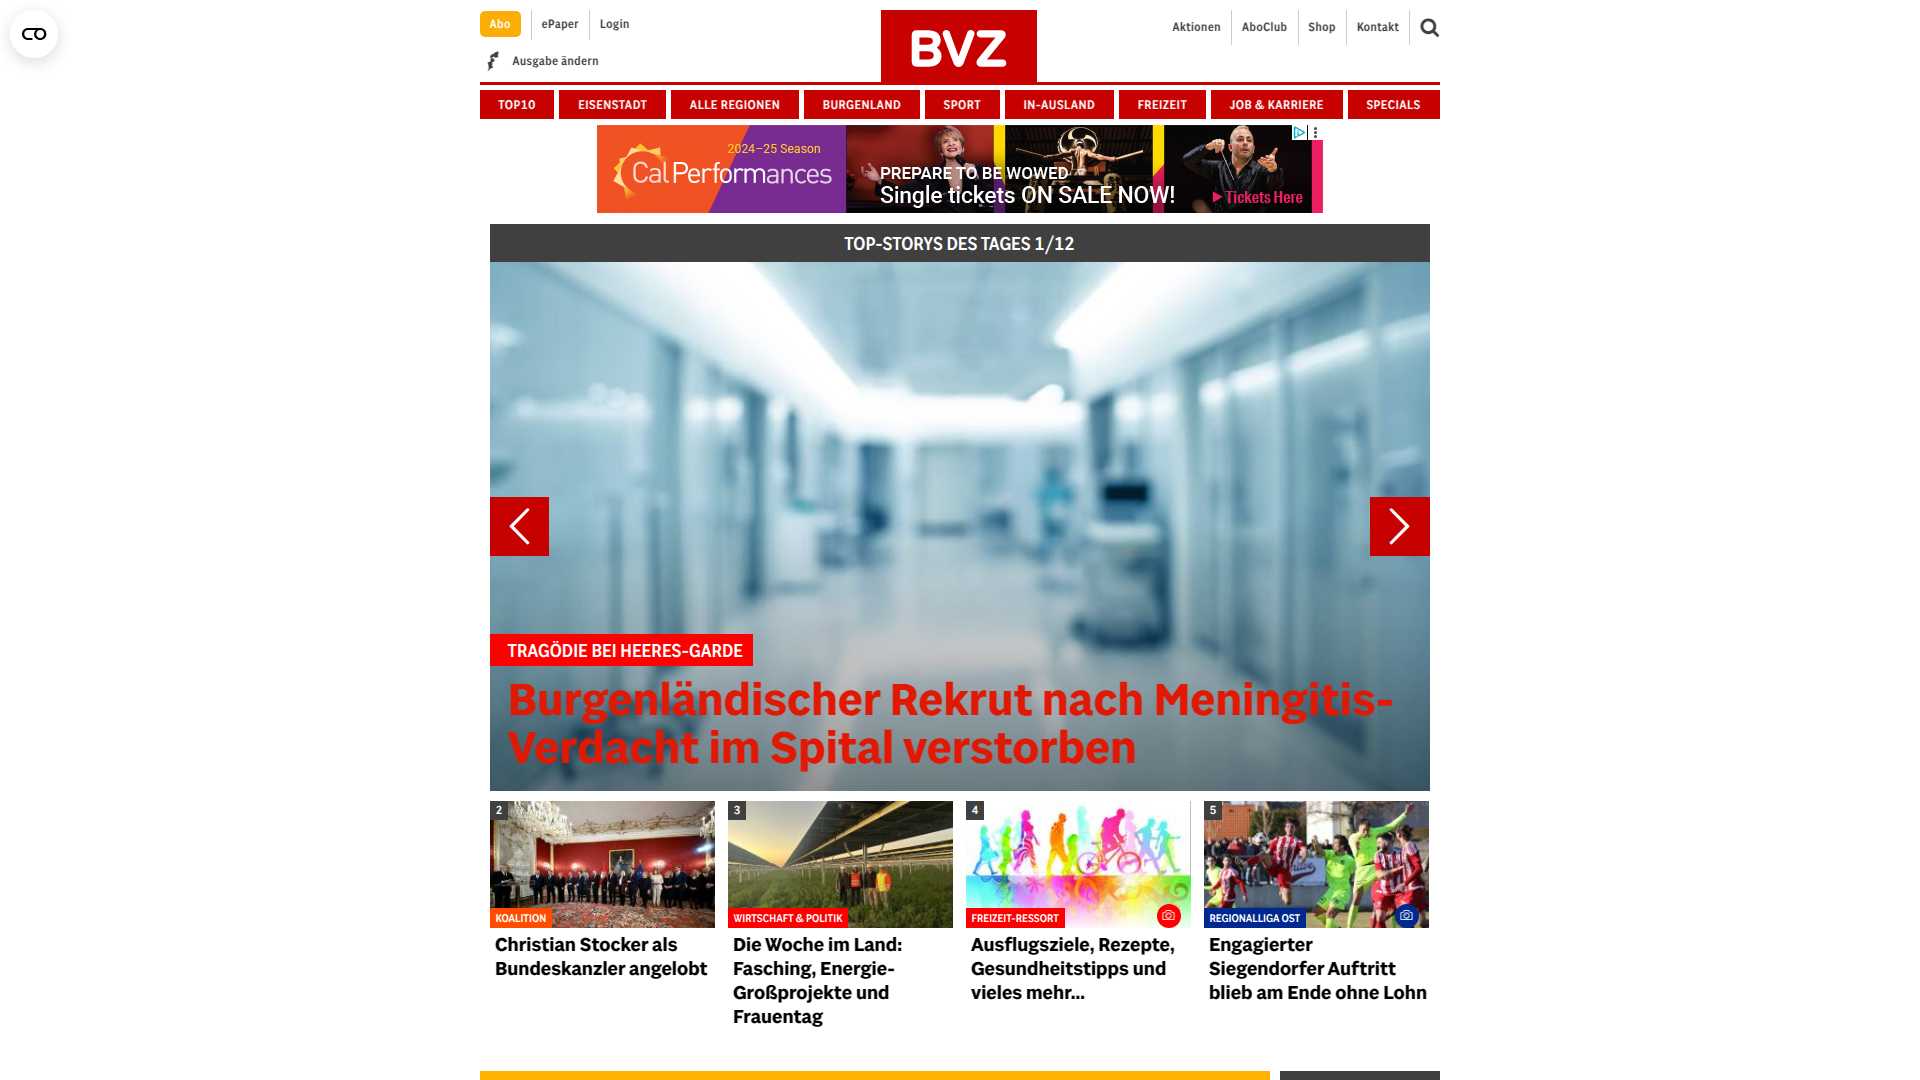 Abo
ePaper
Login
Ausgabe ändern
BVZ
Aktionen
AboClub
Shop
Kontakt
TOP10
EISENSTADT
ALLE REGIONEN
BURGENLAND
SPORT
IN-AUSLAND
FREIZEIT
JOB & KARRIERE
SPECIALS
2024–25 Season
Cal Performances
PREPARE TO BE WOWED
Single tickets ON SALE NOW!
Tickets Here
TOP-STORYS DES TAGES 1/12
TRAGÖDIE BEI HEERES-GARDE
Burgenländischer Rekrut nach Meningitis-
Verdacht im Spital verstorben
2
KOALITION
Christian Stocker als
Bundeskanzler angelobt
3
WIRTSCHAFT & POLITIK
Die Woche im Land:
Fasching, Energie-
Großprojekte und
Frauentag
4
FREIZEIT-RESSORT
Ausflugsziele, Rezepte,
Gesundheitstipps und
vieles mehr...
5
REGIONALLIGA OST
Engagierter
Siegendorfer Auftritt
blieb am Ende ohne Lohn